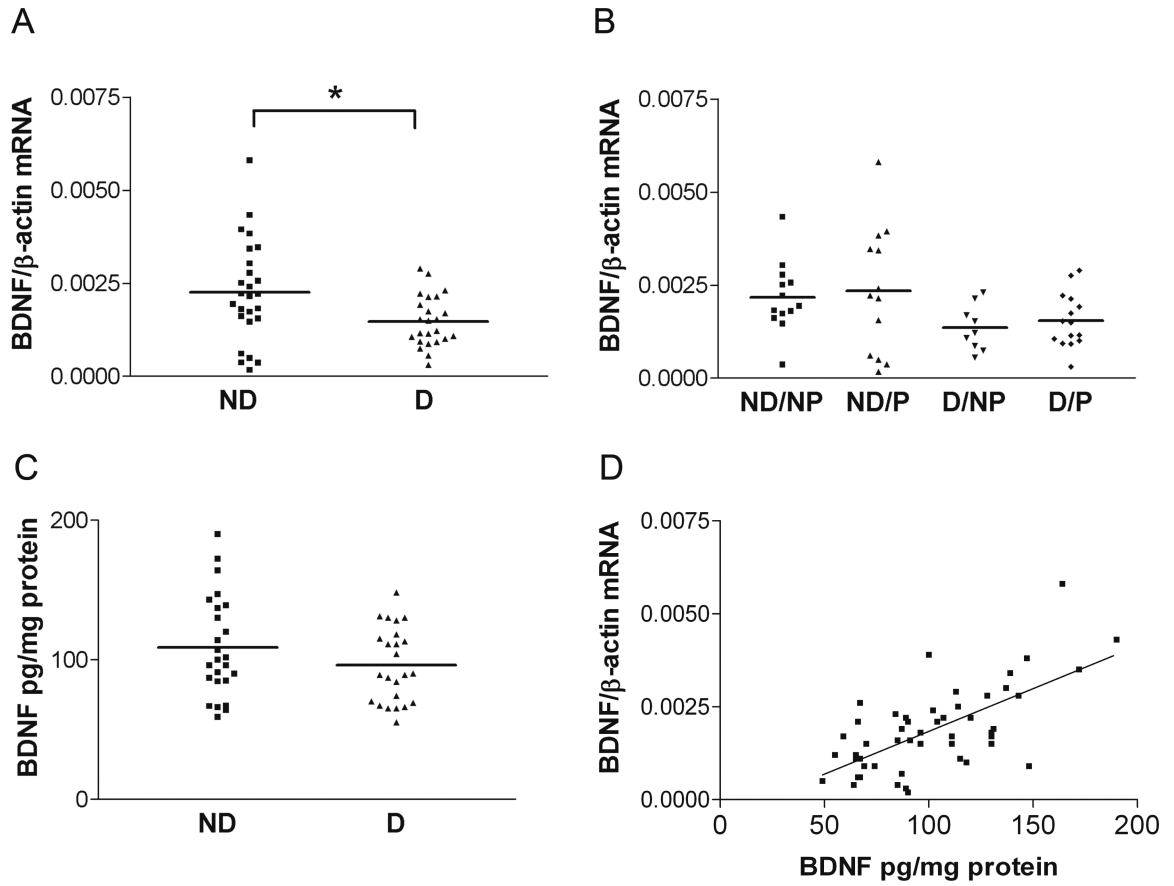 A
BDNF/β-actin mRNA
0.0075
0.0050
0.0025
0.0000
*
ND D
B
BDNF/β-actin mRNA
0.0075
0.0050
0.0025
0.0000
ND/NP ND/P D/NP D/P
C
BDNF pg/mg protein
200
100
0
ND D
D
BDNF/β-actin mRNA
0.0075
0.0050
0.0025
0.0000
0 50 100 150 200
BDNF pg/mg protein